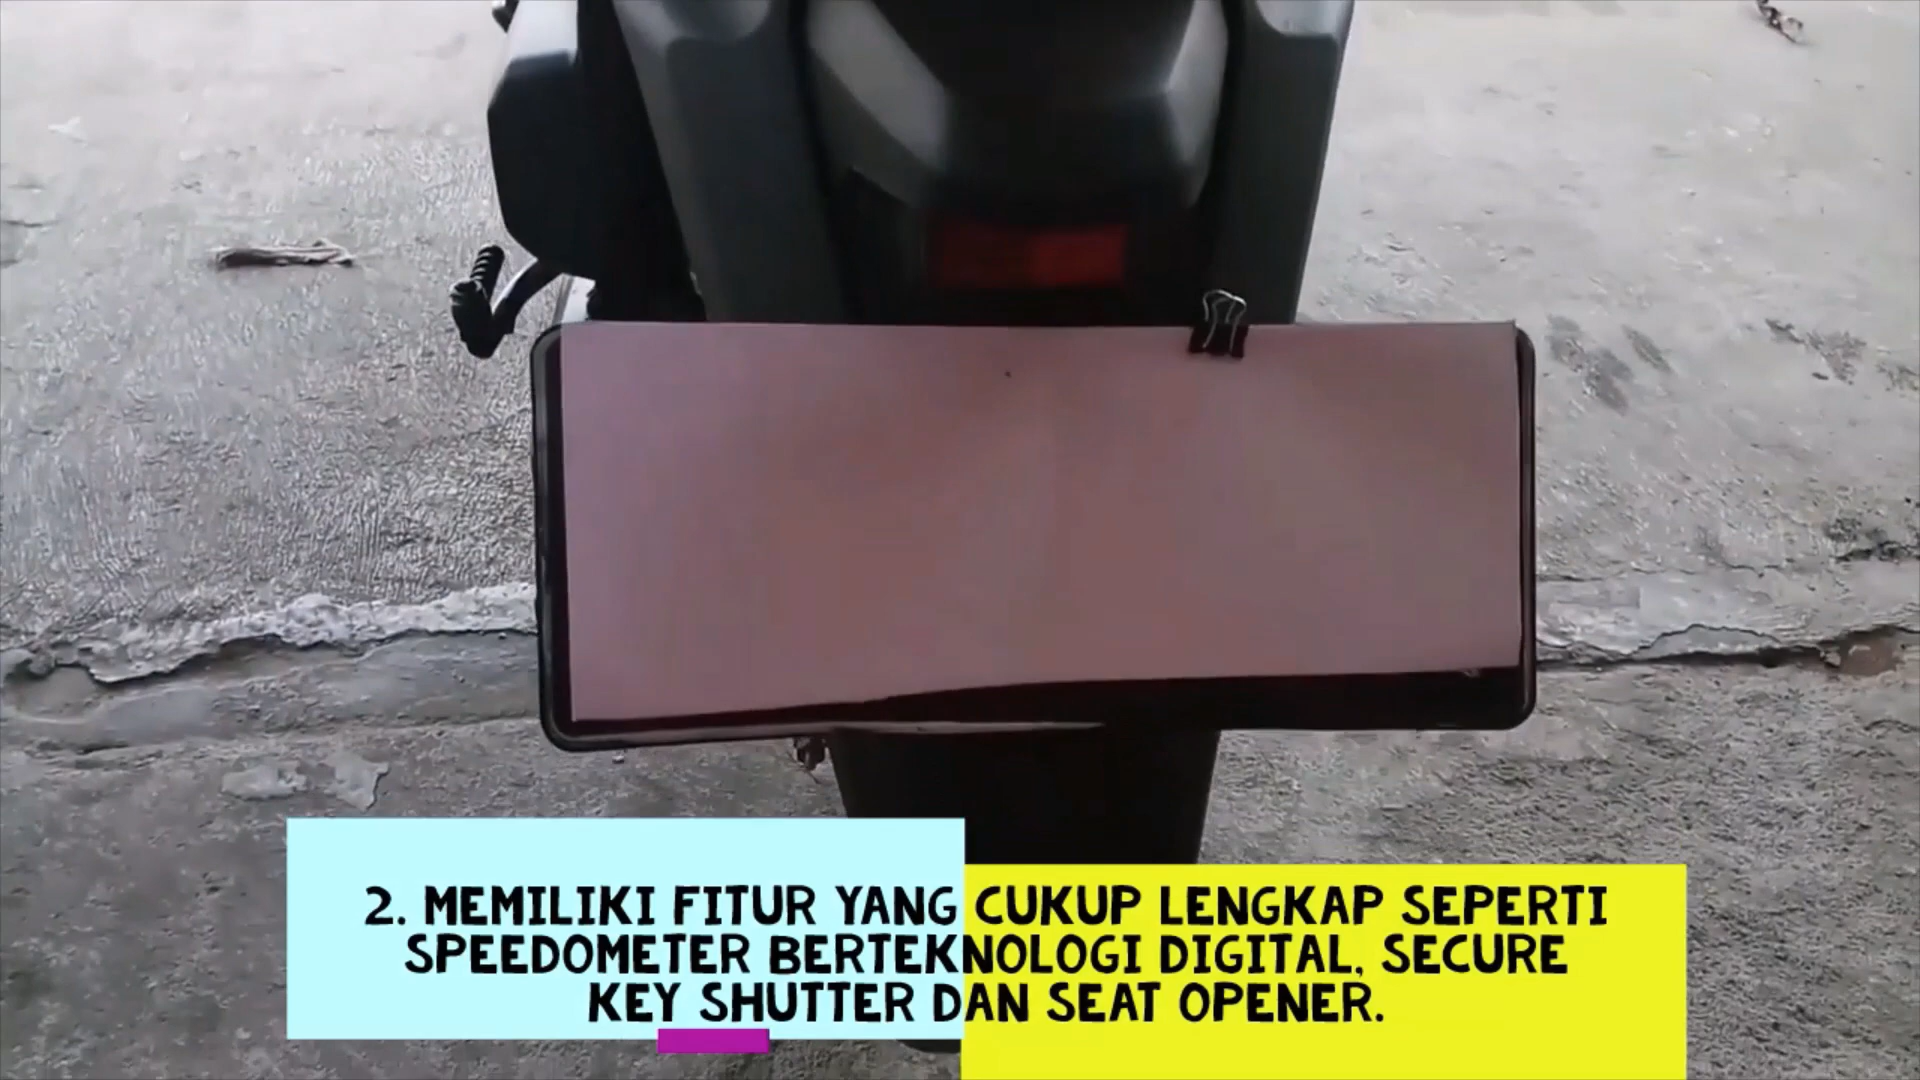 2. MEMILIKI FITUR YANG CUKUP LENGKAP SEPERTI
SPEEDOMETER BERTEKNOLOGI DIGITAL, SECURE
KEY SHUTTER DAN SEAT OPENER.